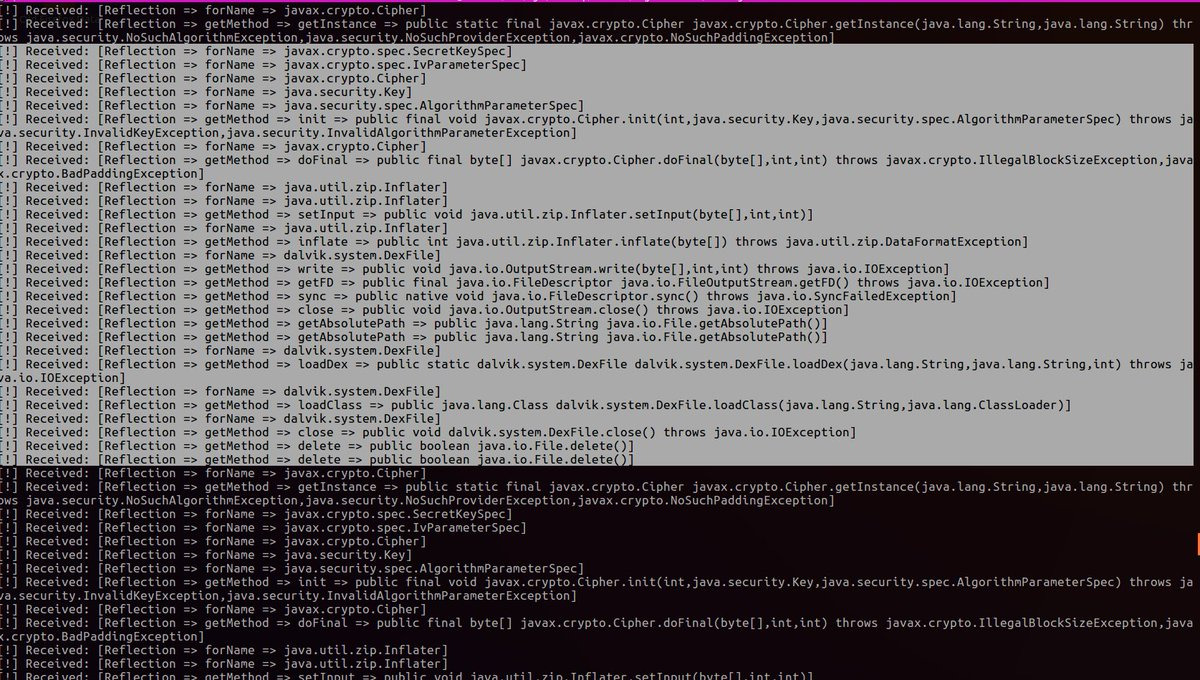 [!] Received: [Reflection => forName => javax.crypto.Cipher]
[!] Received: [Reflection => getMethod => getInstance => public static final javax.crypto.Cipher javax.crypto.Cipher.getInstance(java.lang.String,java.lang.String) thr
ows java.security.NoSuchAlgorithmException,java.security.NoSuchProviderException,javax.crypto.NoSuchPaddingException]
[!] Received: [Reflection => forName => javax.crypto.spec.SecretKeySpec]
[!] Received: [Reflection => forName => javax.crypto.spec.IvParameterSpec]
[!] Received: [Reflection => forName => javax.crypto.Cipher]
[!] Received: [Reflection => forName => java.security.Key]
[!] Received: [Reflection => forName => java.security.spec.AlgorithmParameterSpec]
[!] Received: [Reflection => getMethod => init => public final void javax.crypto.Cipher.init(int,java.security.Key,java.security.spec.AlgorithmParameterSpec) throws ja
va.security.InvalidKeyException,java.security.InvalidAlgorithmParameterException]
[!] Received: [Reflection => forName => javax.crypto.Cipher]
[!] Received: [Reflection => getMethod => doFinal => public final byte[] javax.crypto.Cipher.doFinal(byte[],int,int) throws javax.crypto.IllegalBlockSizeException,java
x.crypto.BadPaddingException]
[!] Received: [Reflection => forName => java.util.zip.Inflater]
[!] Received: [Reflection => forName => java.util.zip.Inflater]
[!] Received: [Reflection => getMethod => setInput => public void java.util.zip.Inflater.setInput(byte[],int,int)]
[!] Received: [Reflection => forName => java.util.zip.Inflater]
[!] Received: [Reflection => getMethod => inflate => public int java.util.zip.Inflater.inflate(byte[]) throws java.util.zip.DataFormatException]
[!] Received: [Reflection => forName => dalvik.system.DexFile]
[!] Received: [Reflection => getMethod => write => public void java.io.OutputStream.write(byte[],int,int) throws java.io.IOException]
[!] Received: [Reflection => getMethod => getFD => public final java.io.FileDescriptor java.io.FileOutputStream.getFD() throws java.io.IOException]
[!] Received: [Reflection => getMethod => sync => public native void java.io.FileDescriptor.sync() throws java.io.SyncFailedException]
[!] Received: [Reflection => getMethod => close => public void java.io.OutputStream.close() throws java.io.IOException]
[!] Received: [Reflection => getMethod => getAbsolutePath => public java.lang.String java.io.File.getAbsolutePath()]
[!] Received: [Reflection => getMethod => getAbsolutePath => public java.lang.String java.io.File.getAbsolutePath()]
[!] Received: [Reflection => forName => dalvik.system.DexFile]
[!] Received: [Reflection => getMethod => loadDex => public static dalvik.system.DexFile dalvik.system.DexFile.loadDex(java.lang.String,java.lang.String,int) throws ja
va.io.IOException]
[!] Received: [Reflection => forName => dalvik.system.DexFile]
[!] Received: [Reflection => getMethod => loadClass => public java.lang.Class dalvik.system.DexFile.loadClass(java.lang.String,java.lang.ClassLoader)]
[!] Received: [Reflection => forName => dalvik.system.DexFile]
[!] Received: [Reflection => getMethod => close => public void dalvik.system.DexFile.close() throws java.io.IOException]
[!] Received: [Reflection => getMethod => delete => public boolean java.io.File.delete()]
[!] Received: [Reflection => getMethod => delete => public boolean java.io.File.delete()]
[!] Received: [Reflection => forName => javax.crypto.Cipher]
[!] Received: [Reflection => getMethod => getInstance => public static final javax.crypto.Cipher javax.crypto.Cipher.getInstance(java.lang.String,java.lang.String) thr
ows java.security.NoSuchAlgorithmException,java.security.NoSuchProviderException,javax.crypto.NoSuchPaddingException]
[!] Received: [Reflection => forName => javax.crypto.spec.SecretKeySpec]
[!] Received: [Reflection => forName => javax.crypto.spec.IvParameterSpec]
[!] Received: [Reflection => forName => javax.crypto.Cipher]
[!] Received: [Reflection => forName => java.security.Key]
[!] Received: [Reflection => forName => java.security.spec.AlgorithmParameterSpec]
[!] Received: [Reflection => getMethod => init => public final void javax.crypto.Cipher.init(int,java.security.Key,java.security.spec.AlgorithmParameterSpec) throws ja
va.security.InvalidKeyException,java.security.InvalidAlgorithmParameterException]
[!] Received: [Reflection => forName => javax.crypto.Cipher]
[!] Received: [Reflection => getMethod => doFinal => public final byte[] javax.crypto.Cipher.doFinal(byte[],int,int) throws javax.crypto.IllegalBlockSizeException,java
x.crypto.BadPaddingException]
[!] Received: [Reflection => forName => java.util.zip.Inflater]
[!] Received: [Reflection => forName => java.util.zip.Inflater]
[!] Received: [Reflection => getMethod => setInput => public void java.util.zip.Inflater.setInput(byte[],int,int)]